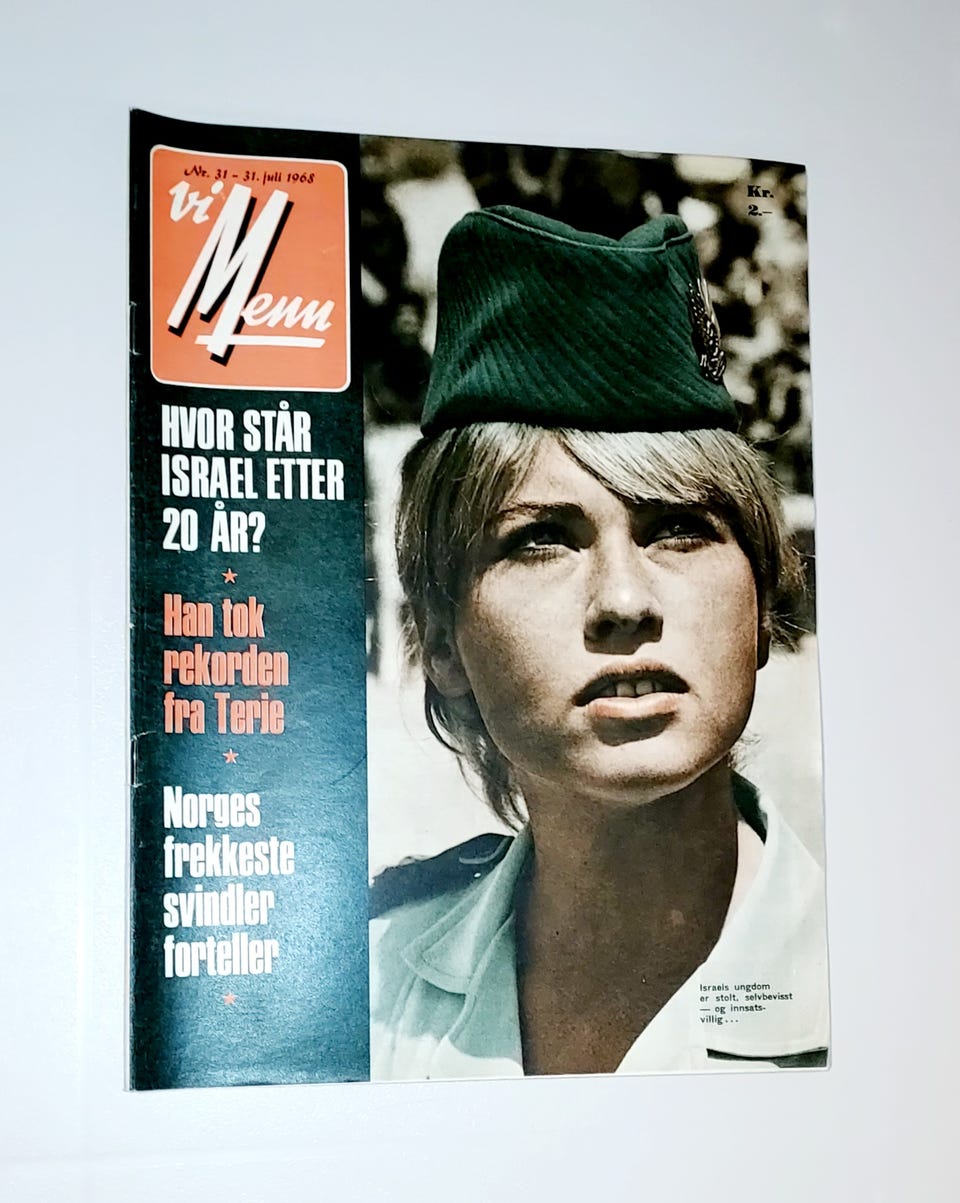 Nr. 31 - 31. juli 1968
Vi Menn
Kr.
2.-
HVOR STÅR
ISRAEL ETTER
20 ÅR?
Han tok
rekorden
fra Terje
Norges
frekkeste
svindler
forteller
Israels ungdom
er stolt, selvbevisst
— og innsats-
villig...